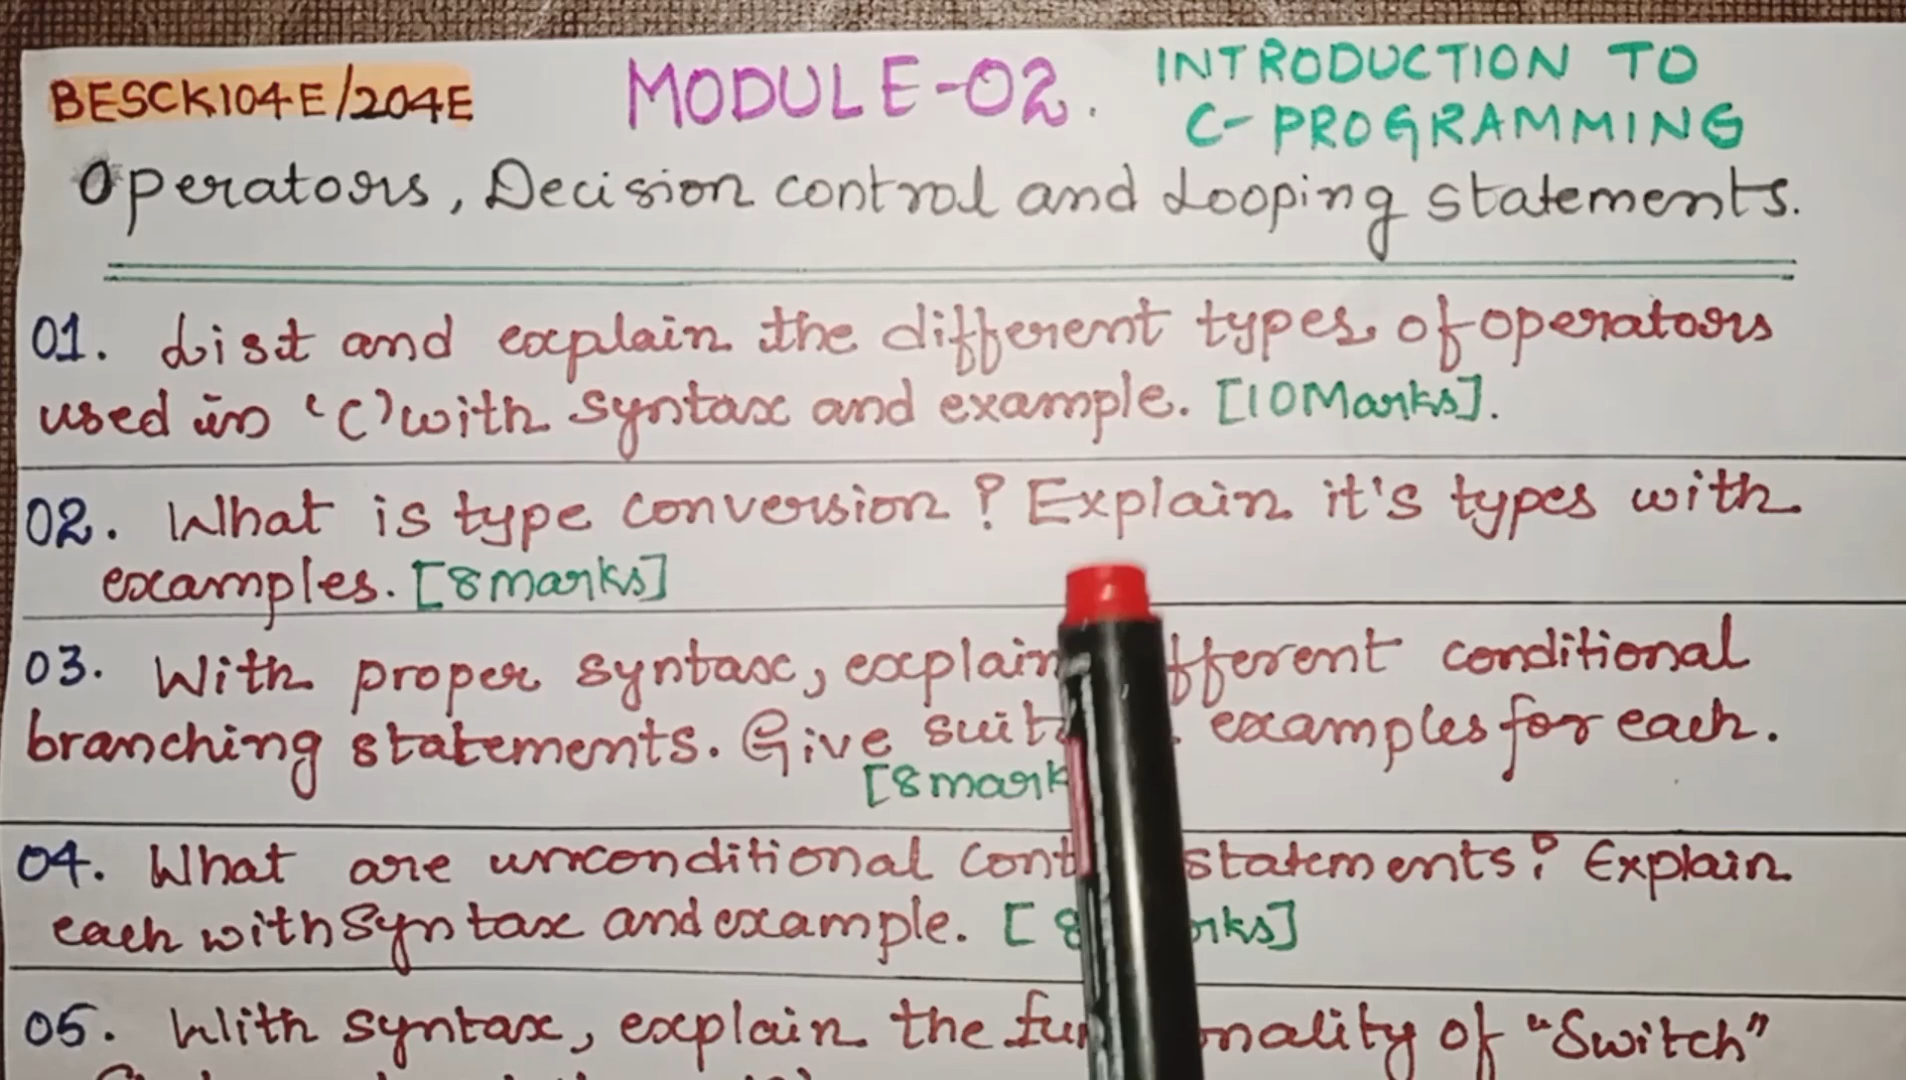 BESCK104E/204E MODULE-02. INTRODUCTION TO
C-PROGRAMMING
Operators, Decision control and Looping statements.
01. List and explain the different types of operators
used in 'C' with syntax and example. [10Marks].
02. What is type conversion? Explain it's types with
examples. [8marks]
03. With proper syntax, explain conditional
branching statements. Give examples for each.
[8mark
04. What are unconditional statements? Explain
each with Syntax and example. [8
05. With syntax, explain the of "Switch"